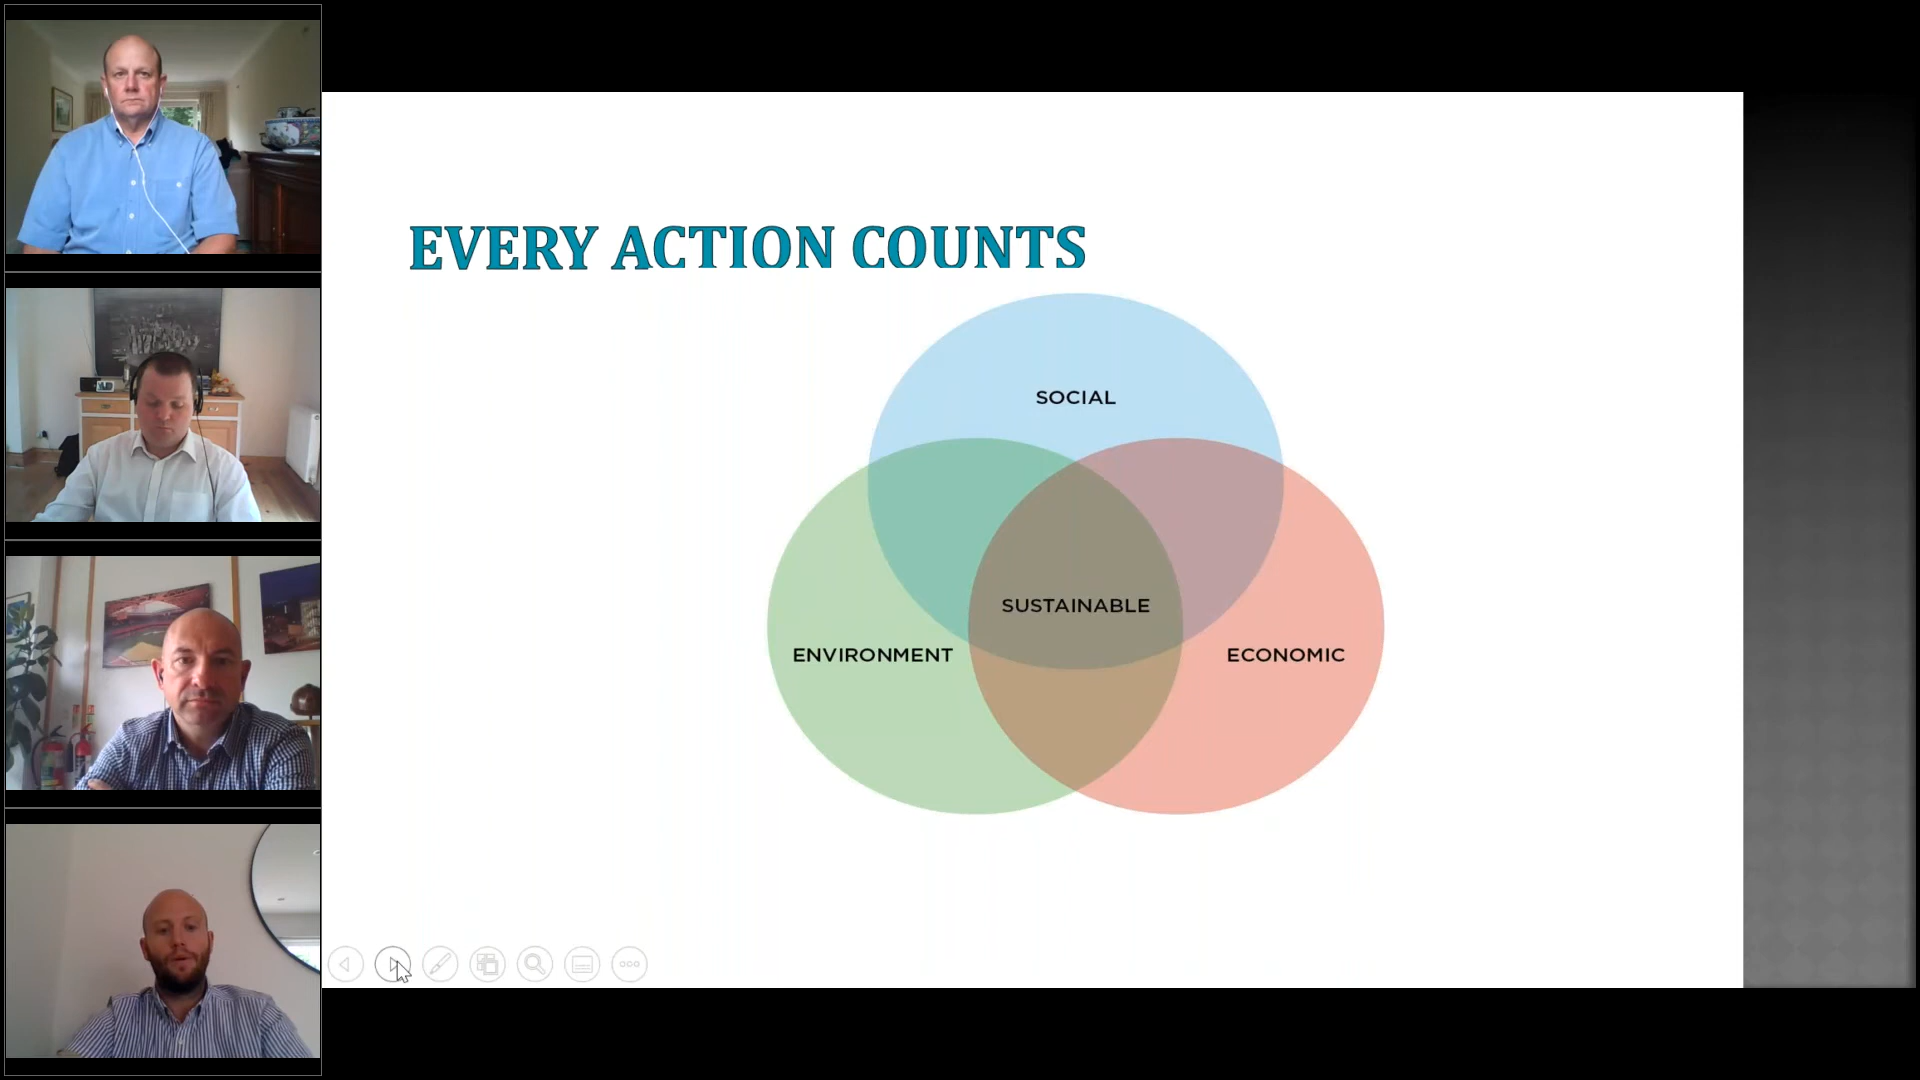 EVERY ACTION COUNTS
SOCIAL
SUSTAINABLE
ENVIRONMENT
ECONOMIC